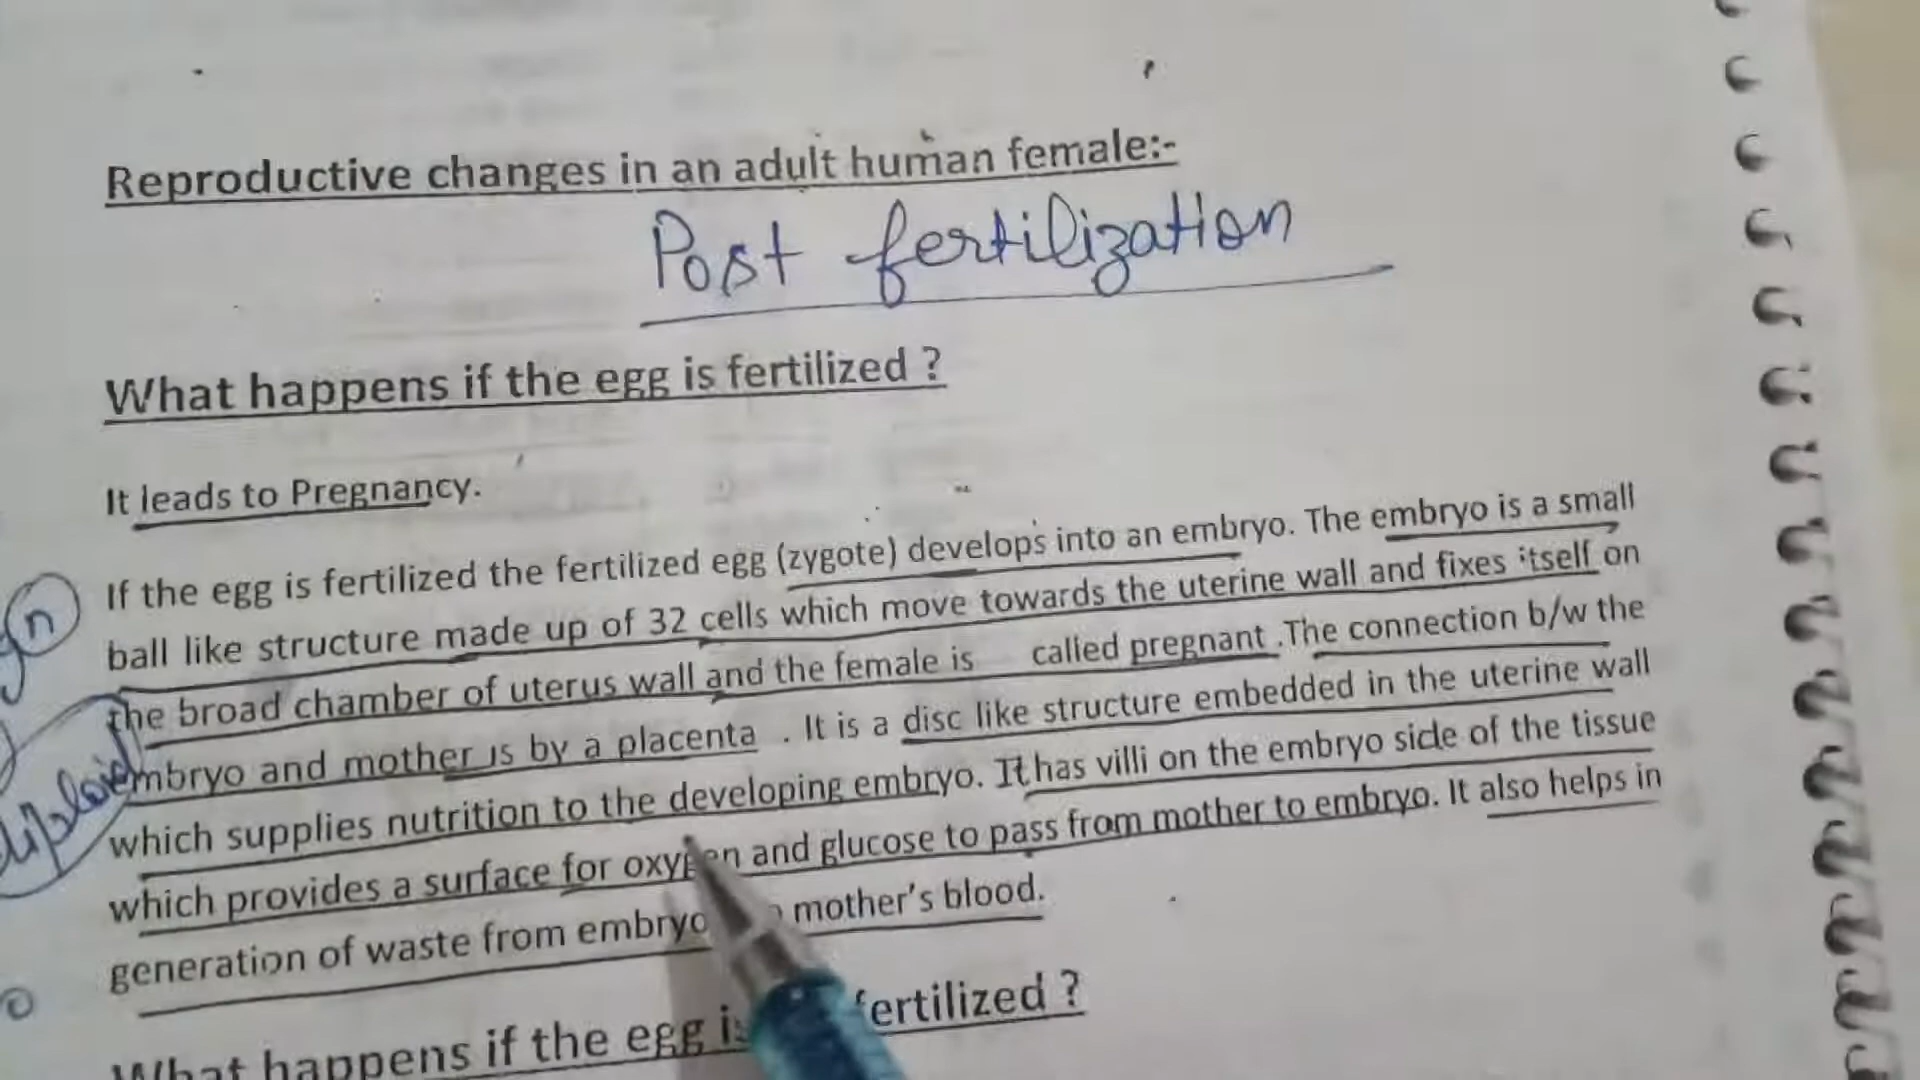 Reproductive changes in an adult human female:-
Post fertilization
What happens if the egg is fertilized ?
It leads to Pregnancy.
If the egg is fertilized the fertilized egg (zygote) develops into an embryo. The embryo is a small
ball like structure made up of 32 cells which move towards the uterine wall and fixes itself on
the broad chamber of uterus wall and the female is called pregnant .The connection b/w the
embryo and mother is by a placenta . It is a disc like structure embedded in the uterine wall
which supplies nutrition to the developing embryo. It has villi on the embryo side of the tissue
which provides a surface for oxygen and glucose to pass from mother to embryo. It also helps in
generation of waste from embryo mother's blood.
What happens if the egg is fertilized ?
n
diploid